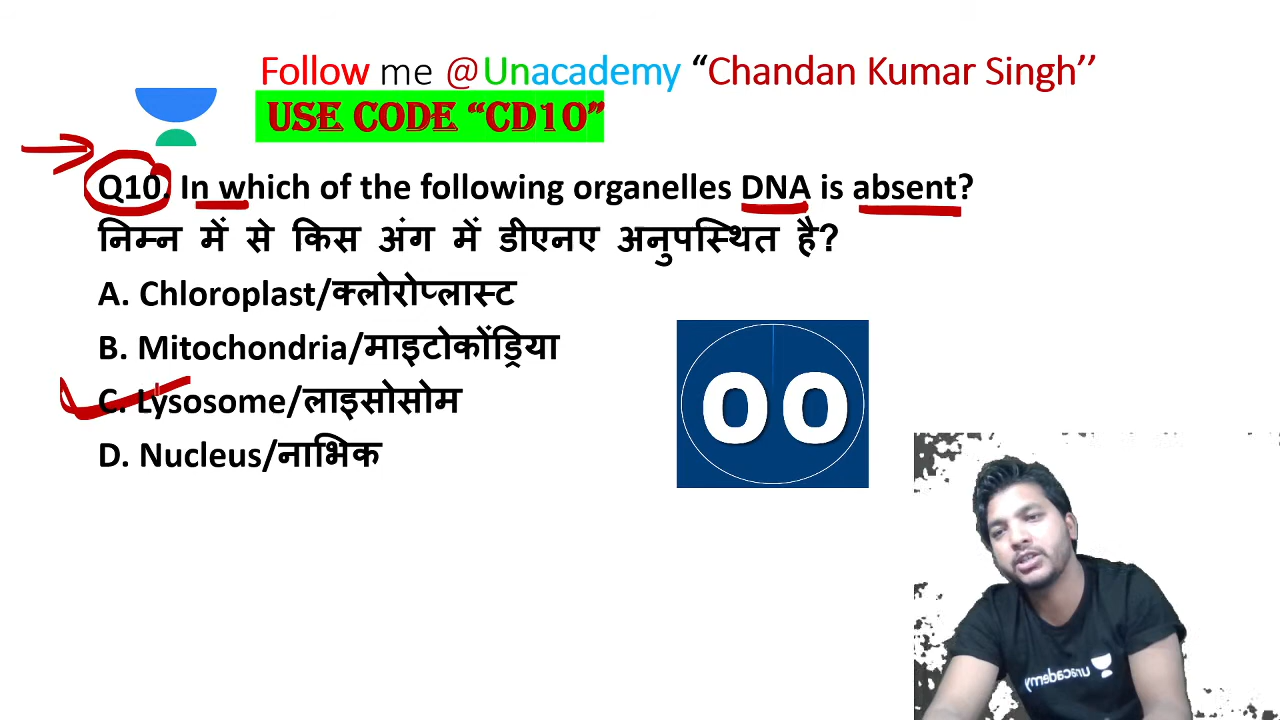 Follow me @Unacademy “Chandan Kumar Singh’’
USE CODE “CD10”
Q10. In which of the following organelles DNA is absent?
निम्न में से किस अंग में डीएनए अनुपस्थित है?
A. Chloroplast/क्लोरोप्लास्ट
B. Mitochondria/माइटोकोंड्रिया
C. Lysosome/लाइसोसोम
D. Nucleus/नाभिक
00
unacademy